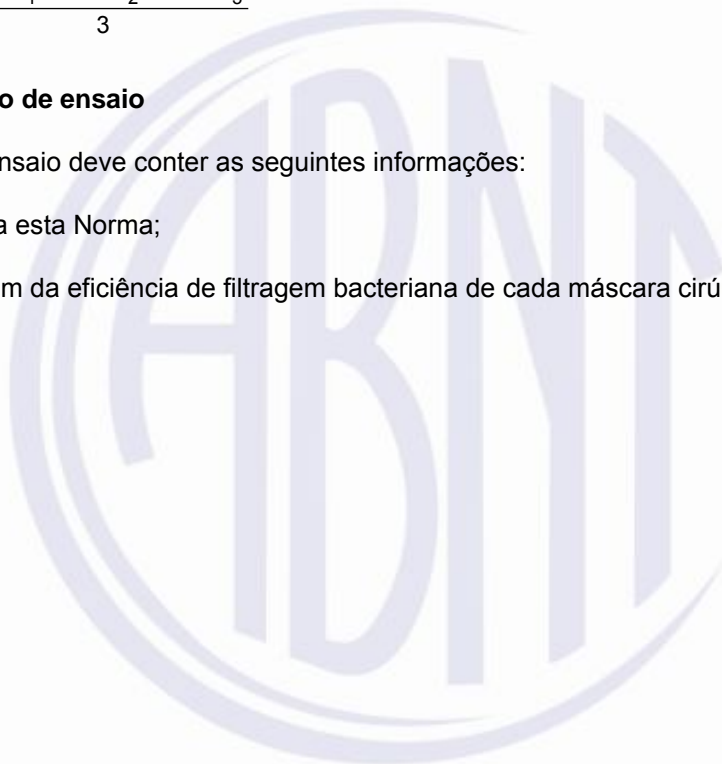 3
o de ensaio
nsaio deve conter as seguintes informações:
a esta Norma;
m da eficiência de filtragem bacteriana de cada máscara cirú
ABNT